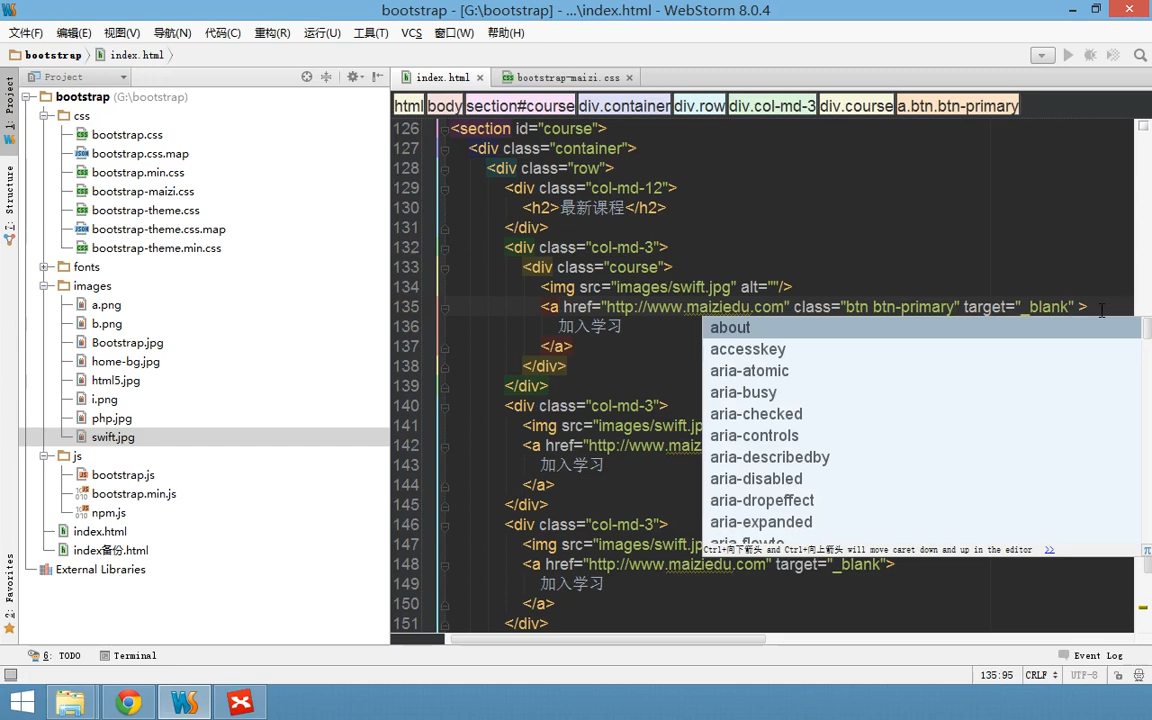 bootstrap - [G:\bootstrap] - ...\index.html - WebStorm 8.0.4
文件(F) 编辑(E) 视图(V) 导航(N) 代码(C) 重构(R) 运行(U) 工具(T) VCS 窗口(W) 帮助(H)
bootstrap index.html
1: Project
7: Structure
2: Favorites
Project
bootstrap (G:\bootstrap)
css
bootstrap.css
bootstrap.css.map
bootstrap.min.css
bootstrap-maizi.css
bootstrap-theme.css
bootstrap-theme.css.map
bootstrap-theme.min.css
fonts
images
a.png
b.png
Bootstrap.jpg
home-bg.jpg
html5.jpg
i.png
php.jpg
swift.jpg
js
bootstrap.js
bootstrap.min.js
npm.js
index.html
index备份.html
External Libraries
index.html bootstrap-maizi.css
html body section#course div.container div.row div.col-md-3 div.course a.btn.btn-primary
126 <section id="course">
127 <div class="container">
128 <div class="row">
129 <div class="col-md-12">
130 <h2>最新课程</h2>
131 </div>
132 <div class="col-md-3">
133 <div class="course">
134 <img src="images/swift.jpg" alt=""/>
135 <a href="http://www.maiziedu.com" class="btn btn-primary" target="_blank" >
136 加入学习
137 </a>
138 </div>
139 </div>
140 <div class="col-md-3">
141 <img src="images/swift.jp
142 <a href="http://www.maiz
143 加入学习
144 </a>
145 </div>
146 <div class="col-md-3">
147 <img src="images/swift.jp
148 <a href="http://www.maiziedu.com" target="_blank">
149 加入学习
150 </a>
151 </div>
about
accesskey
aria-atomic
aria-busy
aria-checked
aria-controls
aria-describedby
aria-disabled
aria-dropeffect
aria-expanded
aria-flowto
Ctrl+向下箭头 and Ctrl+向上箭头 will move caret down and up in the editor >>
6: TODO Terminal Event Log
135:95 CRLF UTF-8